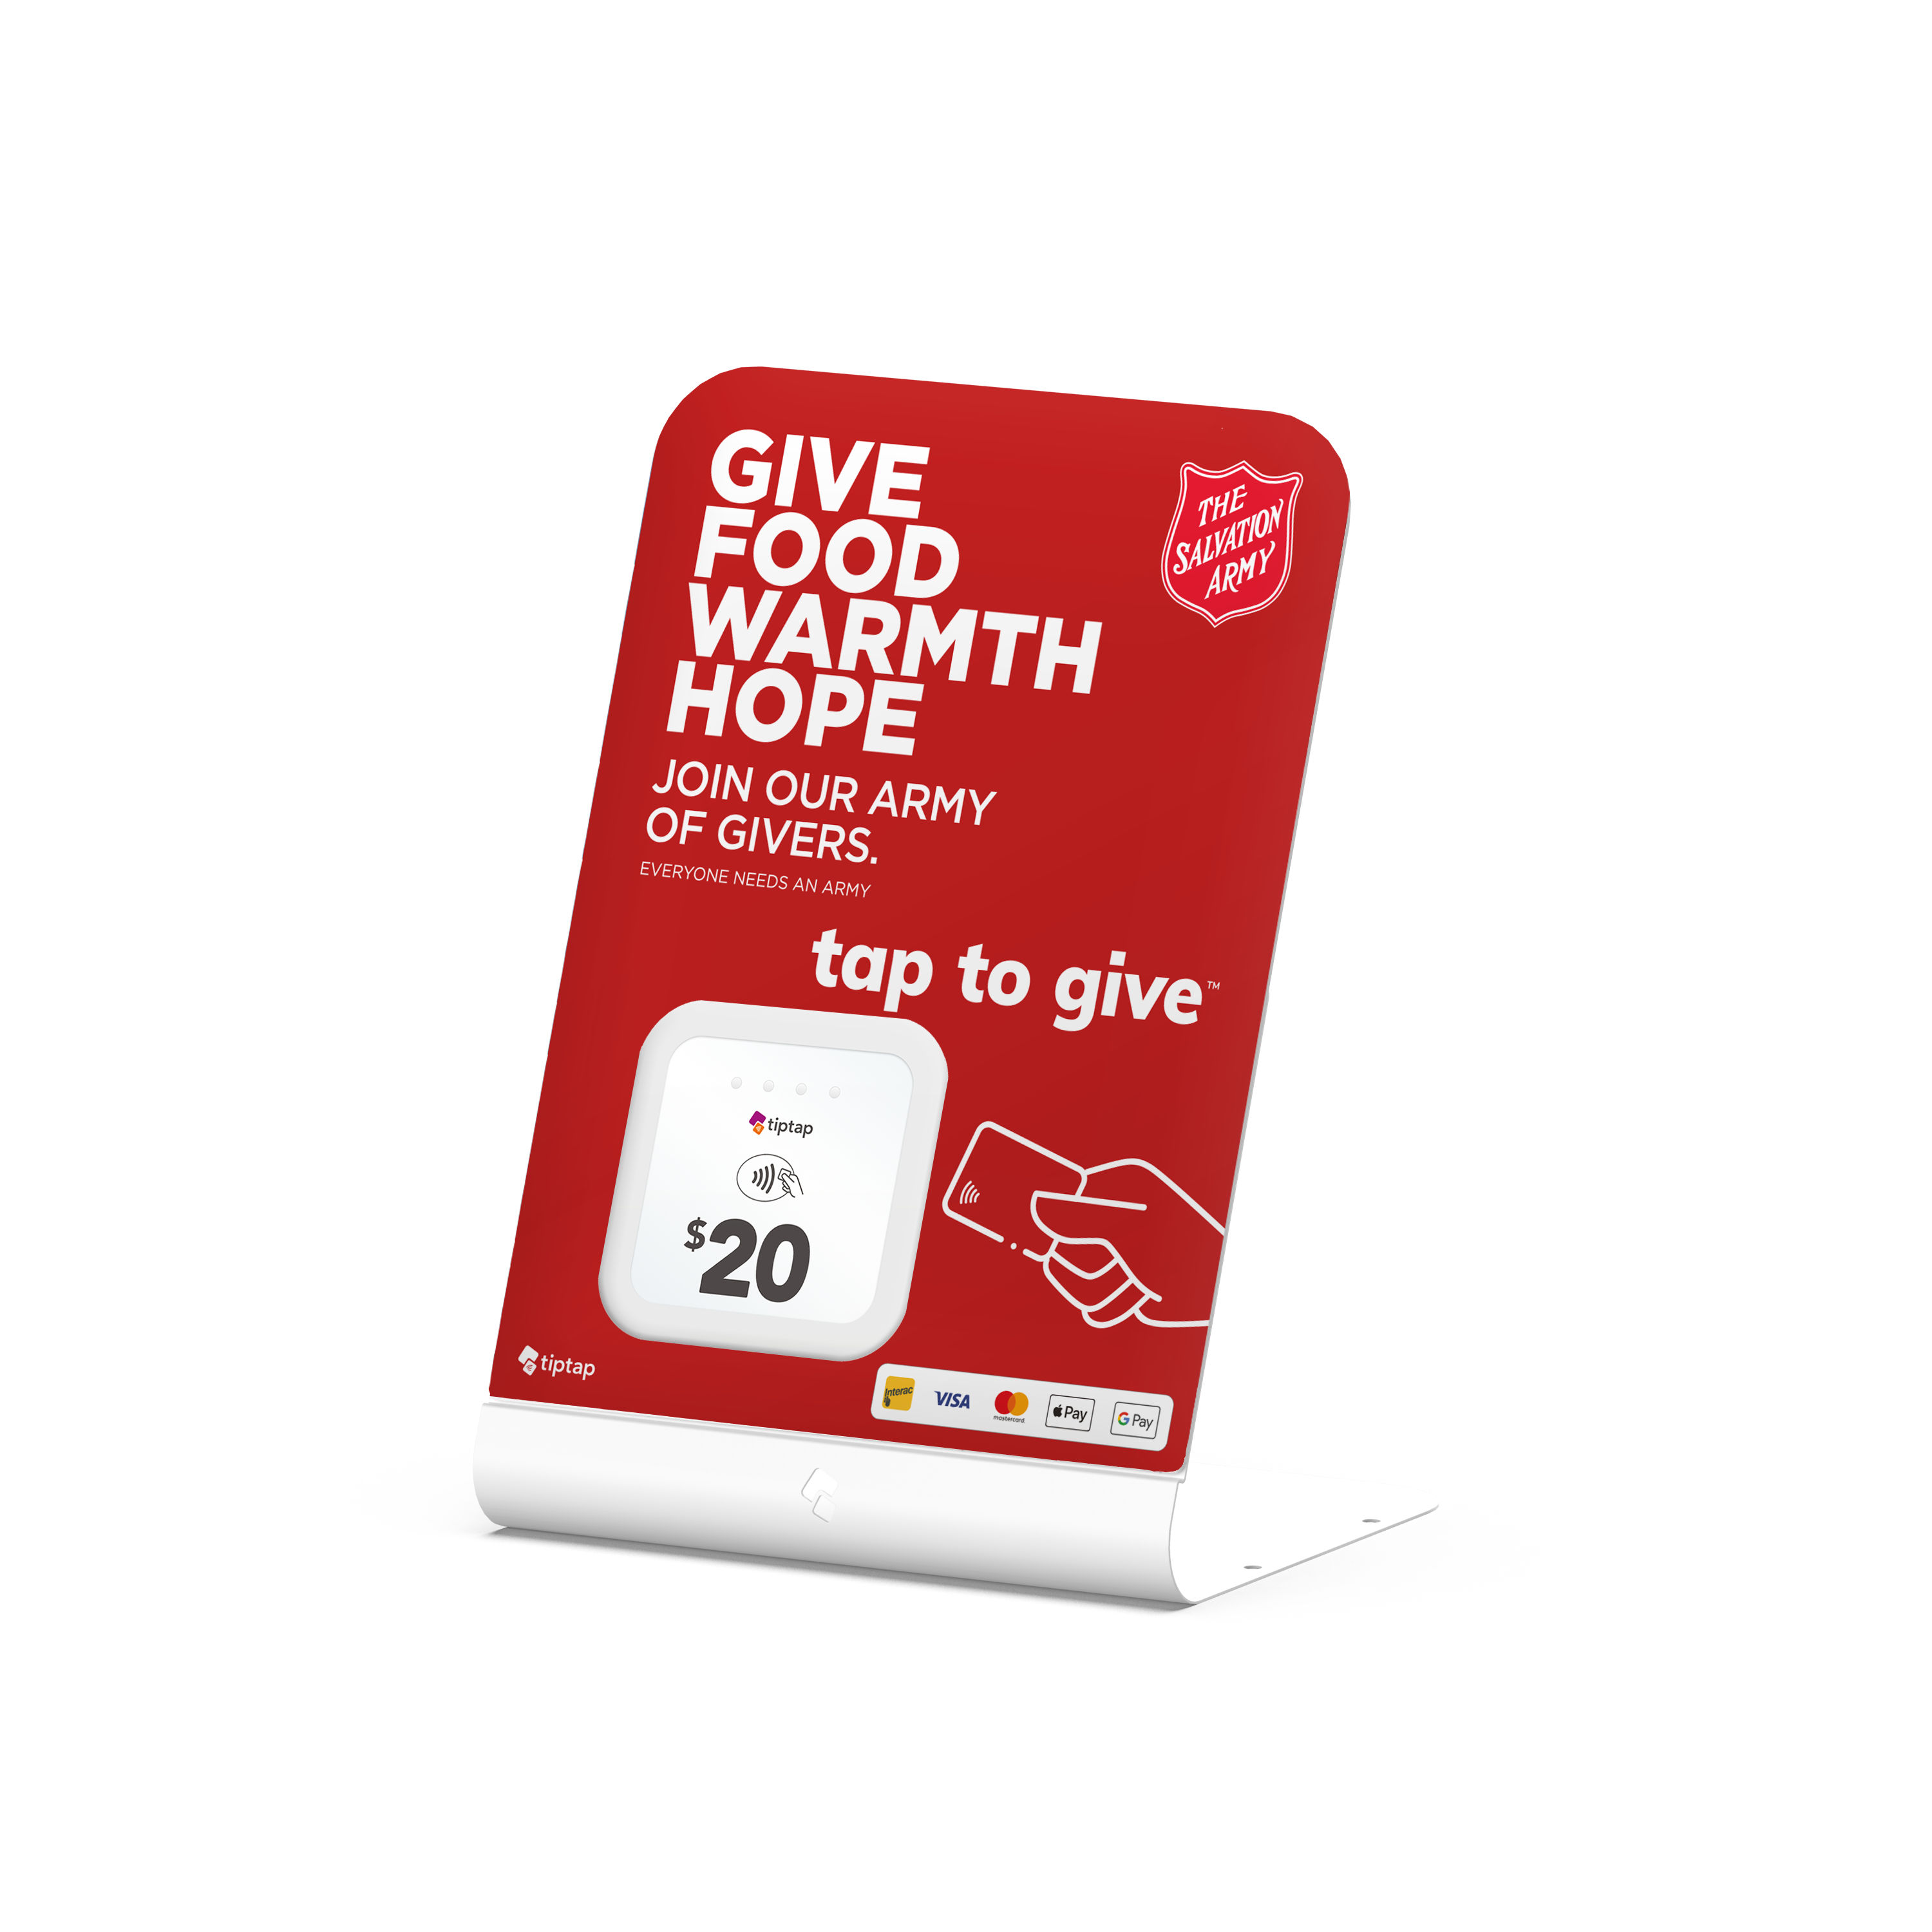 GIVE
FOOD
WARMTH
HOPE
THE
SALVATION
ARMY
JOIN OUR ARMY
OF GIVERS.
EVERYONE NEEDS AN ARMY
tap to give™
tiptap
$20
tiptap
Interac VISA mastercard Pay G Pay